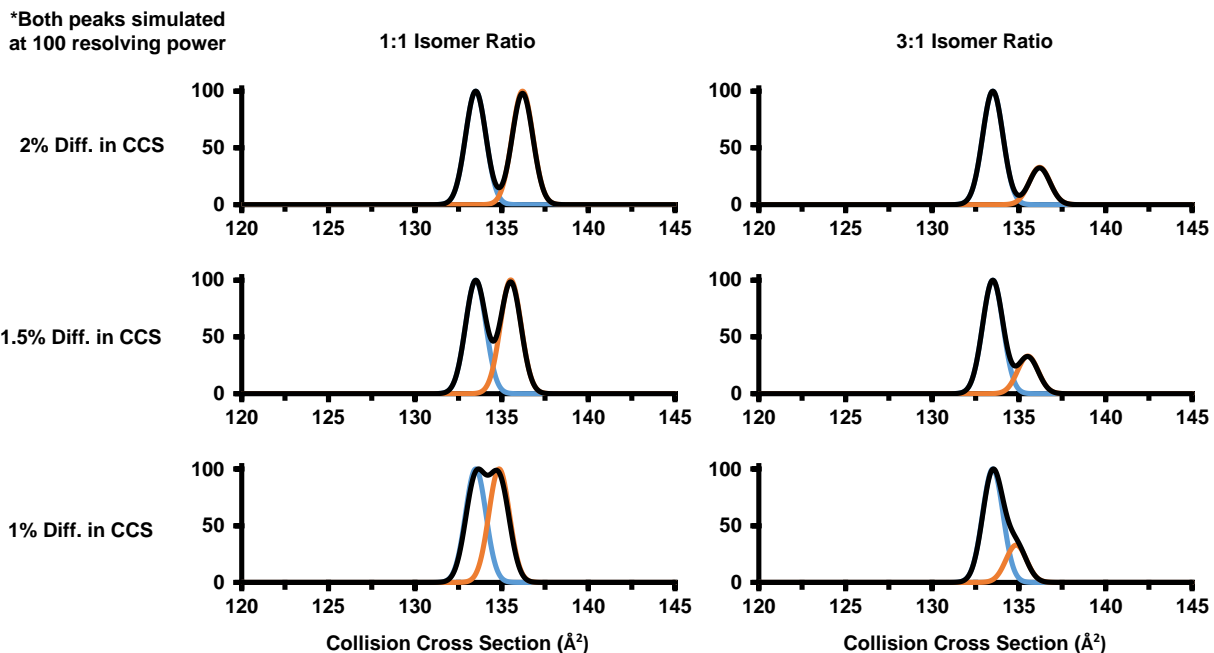 *Both peaks simulated
at 100 resolving power
1:1 Isomer Ratio
3:1 Isomer Ratio
2% Diff. in CCS
100
50
0
120 125 130 135 140 145
100
50
0
120 125 130 135 140 145
1.5% Diff. in CCS
100
50
0
120 125 130 135 140 145
100
50
0
120 125 130 135 140 145
1% Diff. in CCS
100
50
0
120 125 130 135 140 145
Collision Cross Section (Å²)
100
50
0
120 125 130 135 140 145
Collision Cross Section (Å²)